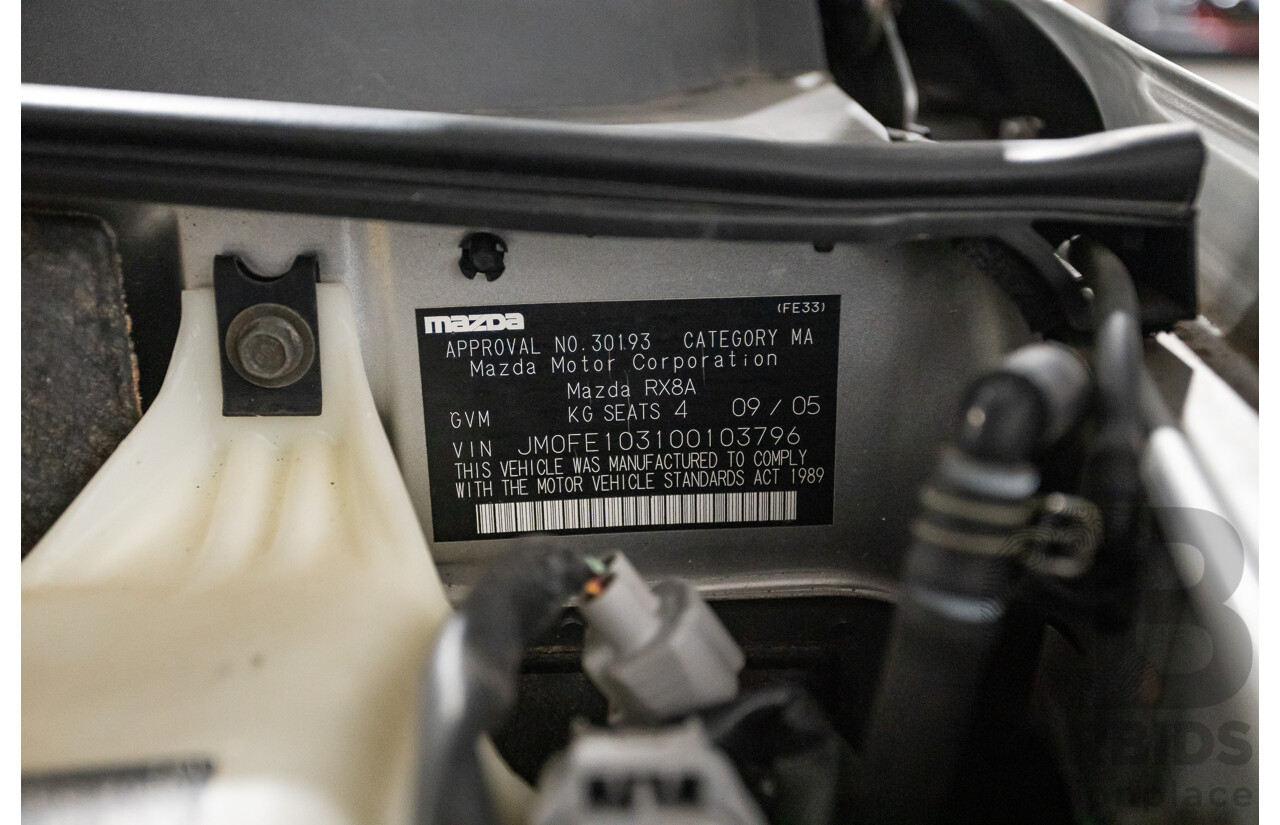 (FE33)
mazda
APPROVAL NO.30193 CATEGORY MA
Mazda Motor Corporation
Mazda RX8A
GVM KG SEATS 4 09 / 05
VIN JM0FE103100103796
THIS VEHICLE WAS MANUFACTURED TO COMPLY
WITH THE MOTOR VEHICLE STANDARDS ACT 1989